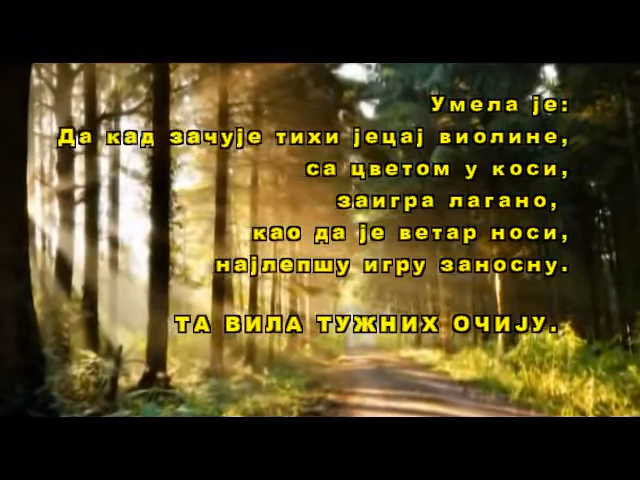 Умела је:
Да кад зачује тихи јецај виолине,
са цветом у коси,
заигра лагано,
као да је ветар носи,
најлепшу игру заносну.
ТА ВИЛА ТУЖНИХ ОЧИЈУ.